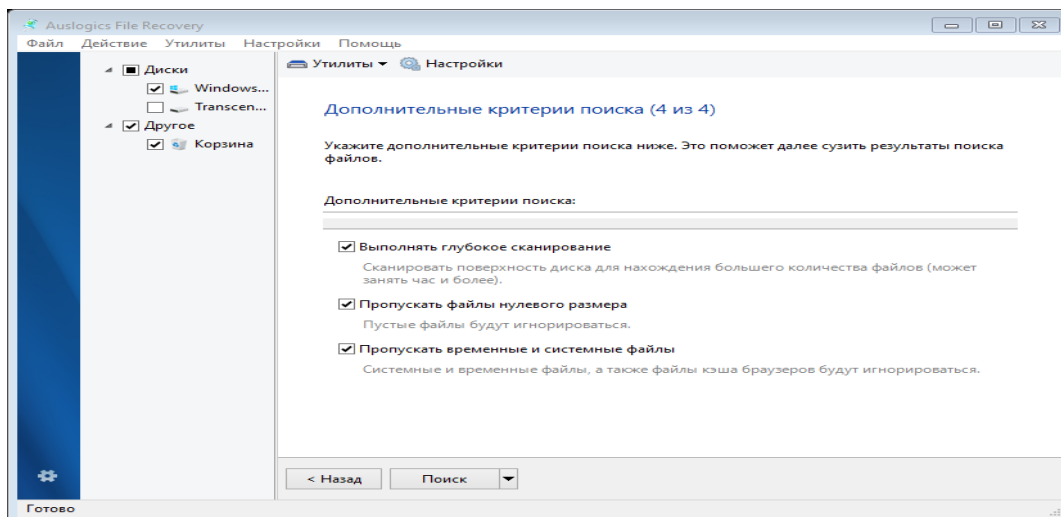 Auslogics File Recovery
Файл Действие Утилиты Настройки Помощь
Диски
Windows...
Transcen...
Другое
Корзина
Утилиты Настройки
Дополнительные критерии поиска (4 из 4)
Укажите дополнительные критерии поиска ниже. Это поможет далее сузить результаты поиска
файлов.
Дополнительные критерии поиска:
Выполнять глубокое сканирование
Сканировать поверхность диска для нахождения большего количества файлов (может
занять час и более).
Пропускать файлы нулевого размера
Пустые файлы будут игнорироваться.
Пропускать временные и системные файлы
Системные и временные файлы, а также файлы кэша браузеров будут игнорироваться.
< Назад Поиск
Готово